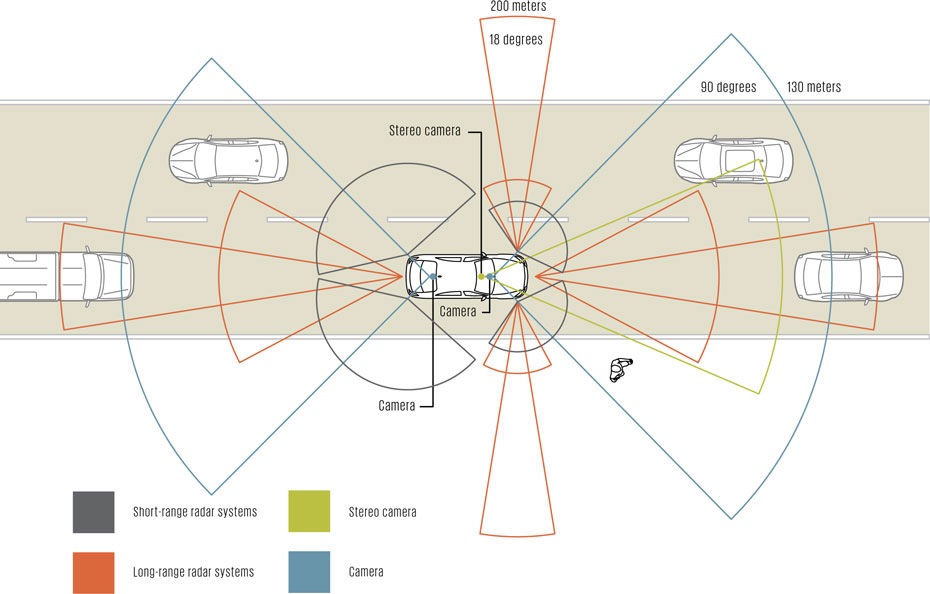 200 meters
18 degrees
90 degrees
130 meters
Stereo camera
Camera
Camera
Short-range radar systems
Stereo camera
Long-range radar systems
Camera